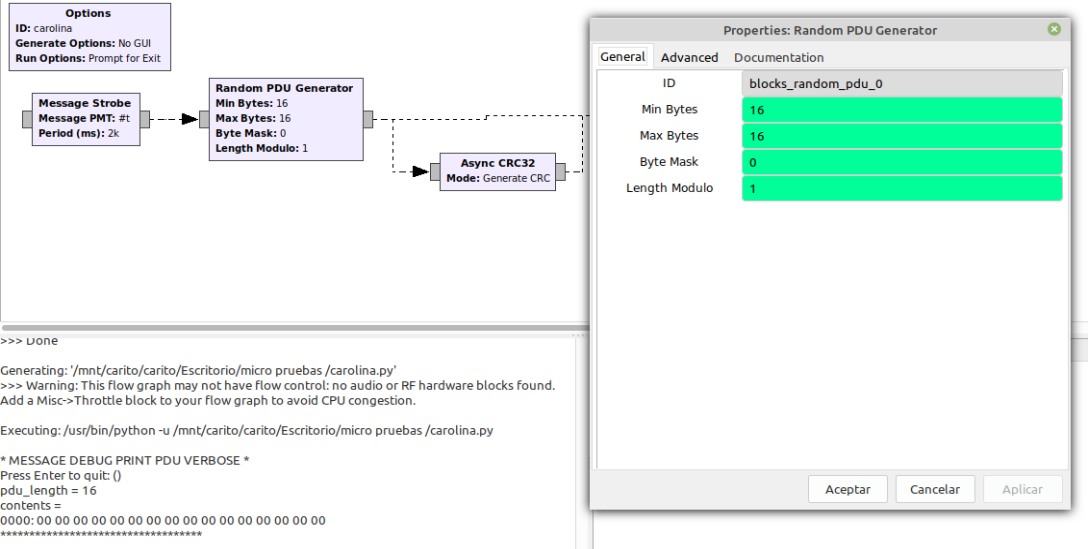 Options
ID: carolina
Generate Options: No GUI
Run Options: Prompt for Exit
Message Strobe
Message PMT: #t
Period (ms): 2k
Random PDU Generator
Min Bytes: 16
Max Bytes: 16
Byte Mask: 0
Length Modulo: 1
Async CRC32
Mode: Generate CRC
Properties: Random PDU Generator
General Advanced Documentation
ID blocks_random_pdu_0
Min Bytes 16
Max Bytes 16
Byte Mask 0
Length Modulo 1
Aceptar Cancelar Aplicar
>>> Done
Generating: '/mnt/carito/carito/Escritorio/micro pruebas /carolina.py'
>>> Warning: This flow graph may not have flow control: no audio or RF hardware blocks found.
Add a Misc->Throttle block to your flow graph to avoid CPU congestion.
Executing: /usr/bin/python -u /mnt/carito/carito/Escritorio/micro pruebas /carolina.py
* MESSAGE DEBUG PRINT PDU VERBOSE *
Press Enter to quit: ()
pdu_length = 16
contents =
0000: 00 00 00 00 00 00 00 00 00 00 00 00 00 00 00 00
***********************************